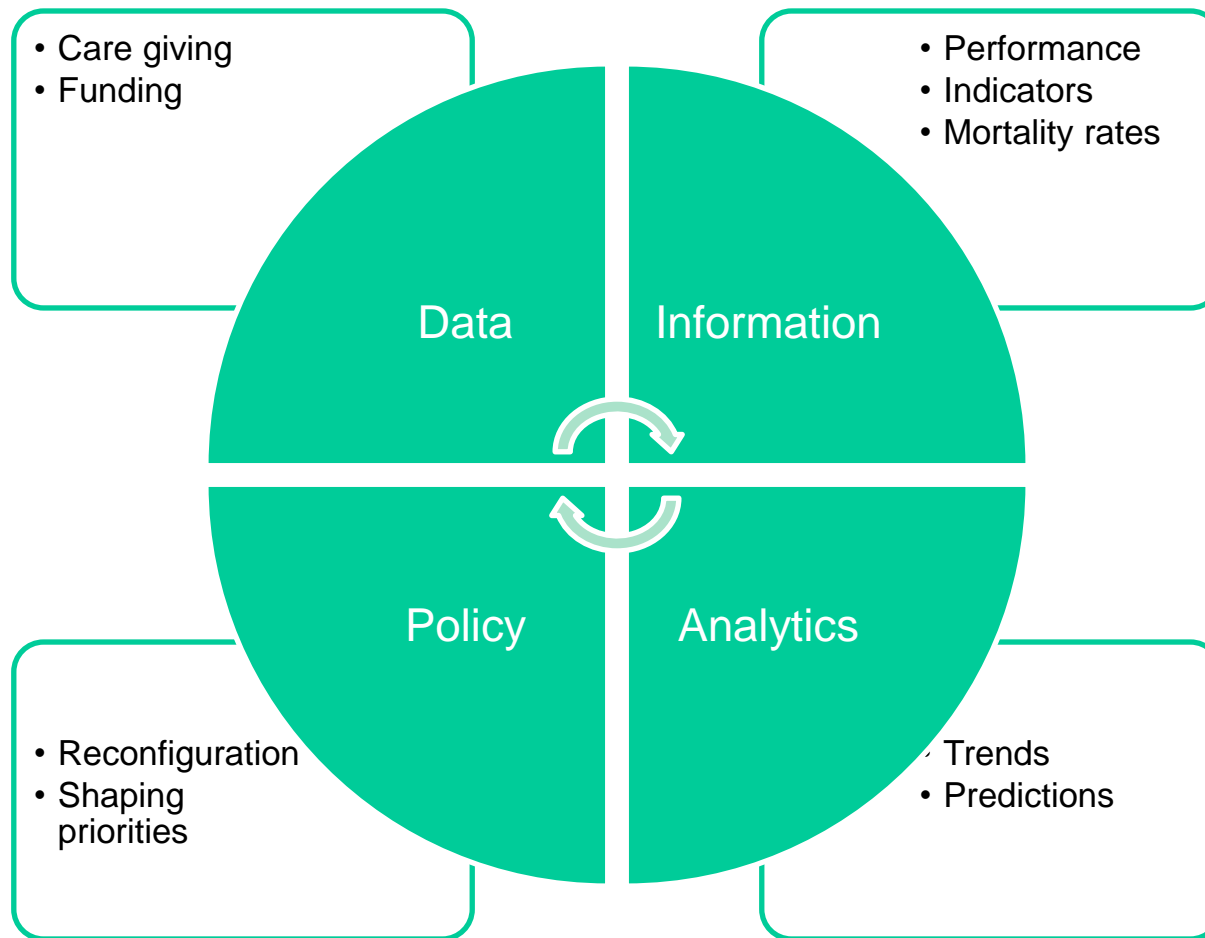 • Care giving
• Funding
• Performance
• Indicators
• Mortality rates
Data
Information
Policy
Analytics
• Reconfiguration
• Shaping
priorities
• Trends
• Predictions